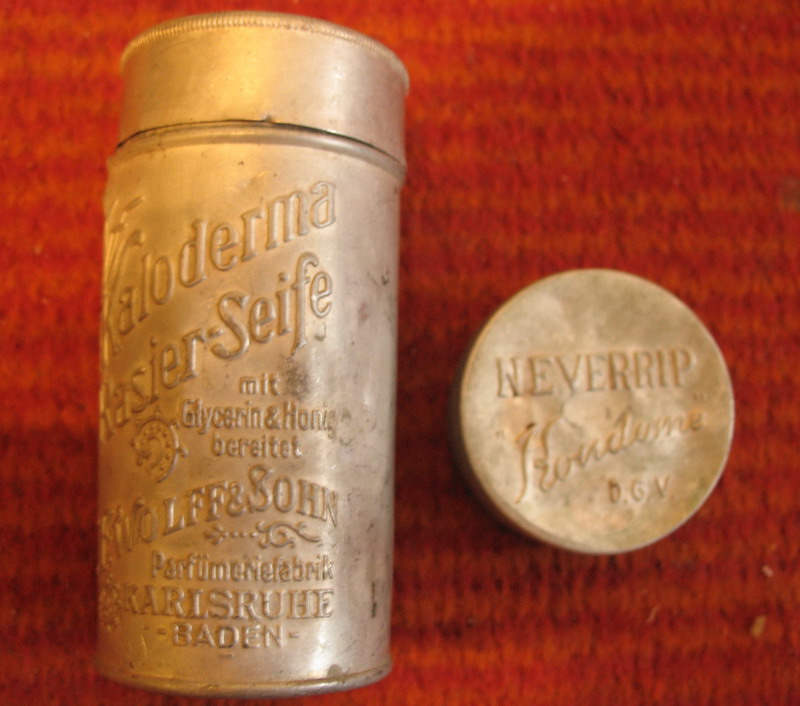 Kaloderma
Rasier-Seife
mit
Glycerin & Honig
bereitet
F. WOLFF & SOHN
Parfümeriefabrik
KARLSRUHE
- BADEN -
NEVERRIP
"Kondome"
D.G.V.